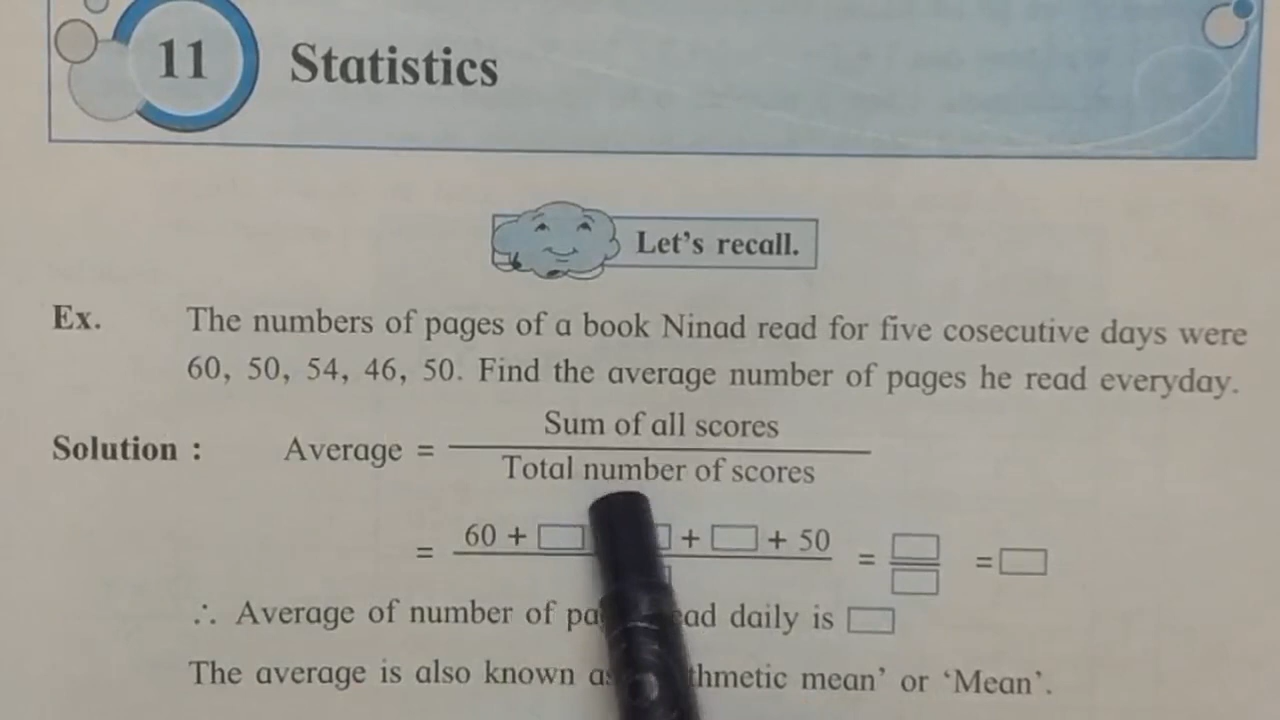 11 Statistics
Let's recall.
Ex. The numbers of pages of a book Ninad read for five cosecutive days were
60, 50, 54, 46, 50. Find the average number of pages he read everyday.
Solution : Average = Sum of all scores
Total number of scores
= 60 + □ □ + □ + 50 = □/□ = □
∴ Average of number of ad daily is □
The average is also known thmetic mean' or 'Mean'.